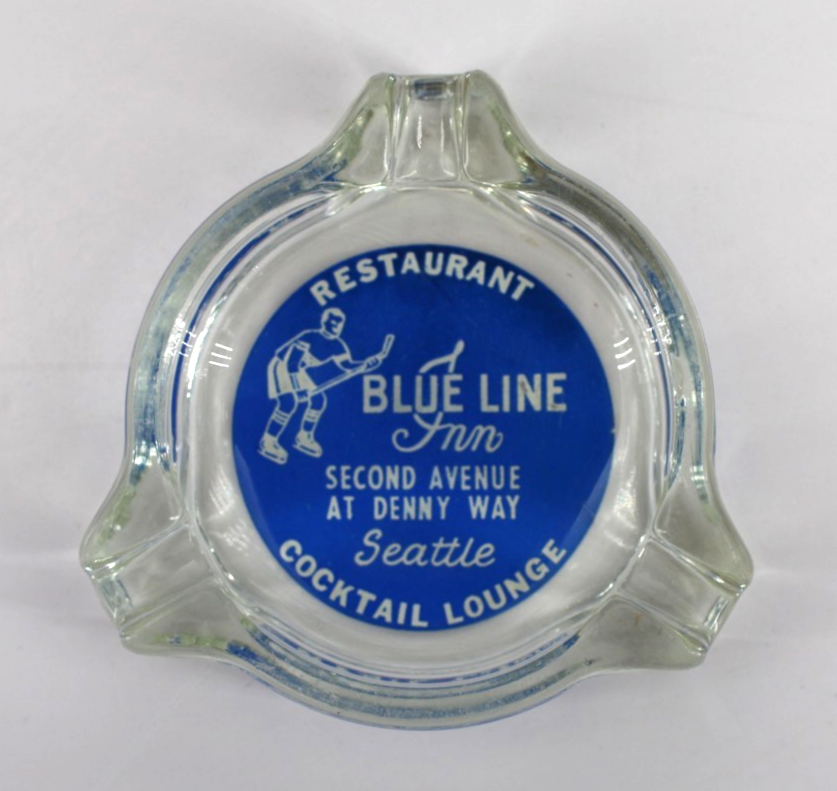 RESTAURANT
BLUE LINE
Inn
SECOND AVENUE
AT DENNY WAY
Seattle
COCKTAIL LOUNGE